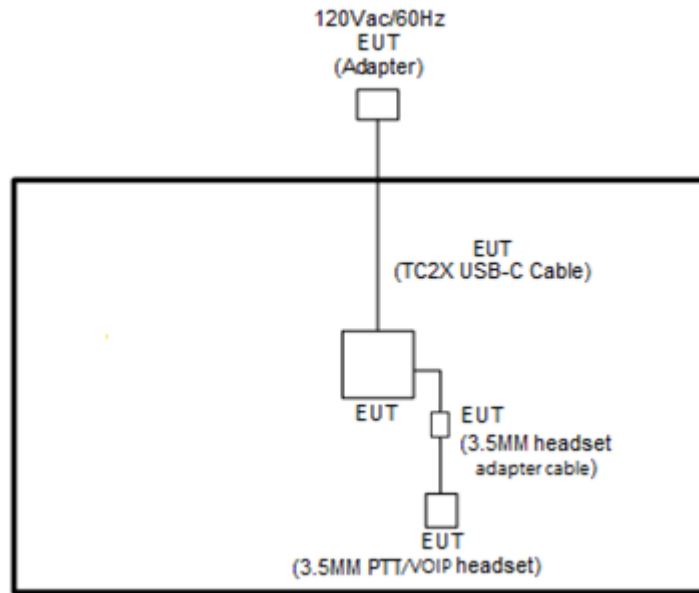 120Vac/60Hz
EUT
(Adapter)
EUT
(TC2X USB-C Cable)
EUT
EUT
(3.5MM headset
adapter cable)
EUT
(3.5MM PTT/VOIP headset)